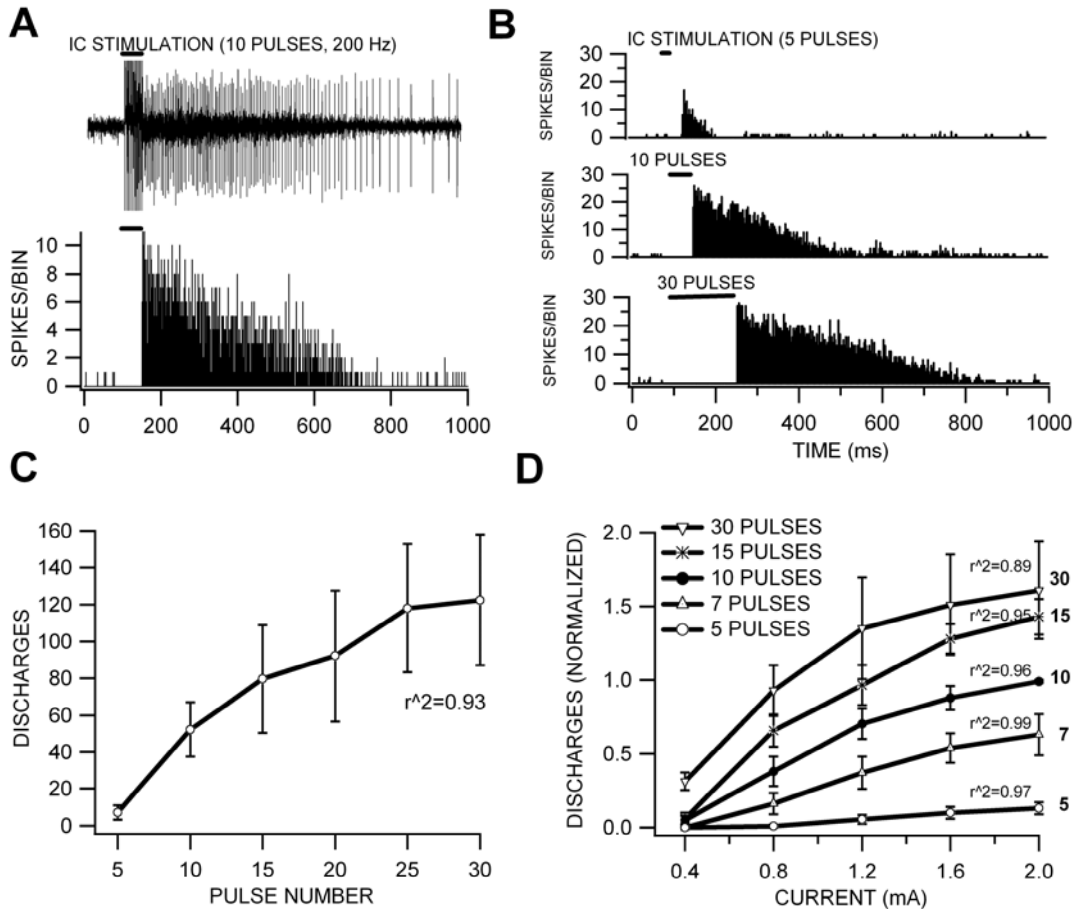 A
IC STIMULATION (10 PULSES, 200 Hz)
SPIKES/BIN
10
8
6
4
2
0
0 200 400 600 800 1000
B
IC STIMULATION (5 PULSES)
SPIKES/BIN
30
20
10
0
10 PULSES
SPIKES/BIN
30
20
10
0
30 PULSES
SPIKES/BIN
30
20
10
0
0 200 400 600 800 1000
TIME (ms)
C
DISCHARGES
160
140
120
100
80
60
40
20
0
r^2=0.93
5 10 15 20 25 30
PULSE NUMBER
D
DISCHARGES (NORMALIZED)
2.0
1.5
1.0
0.5
0.0
30 PULSES
15 PULSES
10 PULSES
7 PULSES
5 PULSES
r^2=0.89 30
r^2=0.95 15
r^2=0.96 10
r^2=0.99 7
r^2=0.97 5
0.4 0.8 1.2 1.6 2.0
CURRENT (mA)